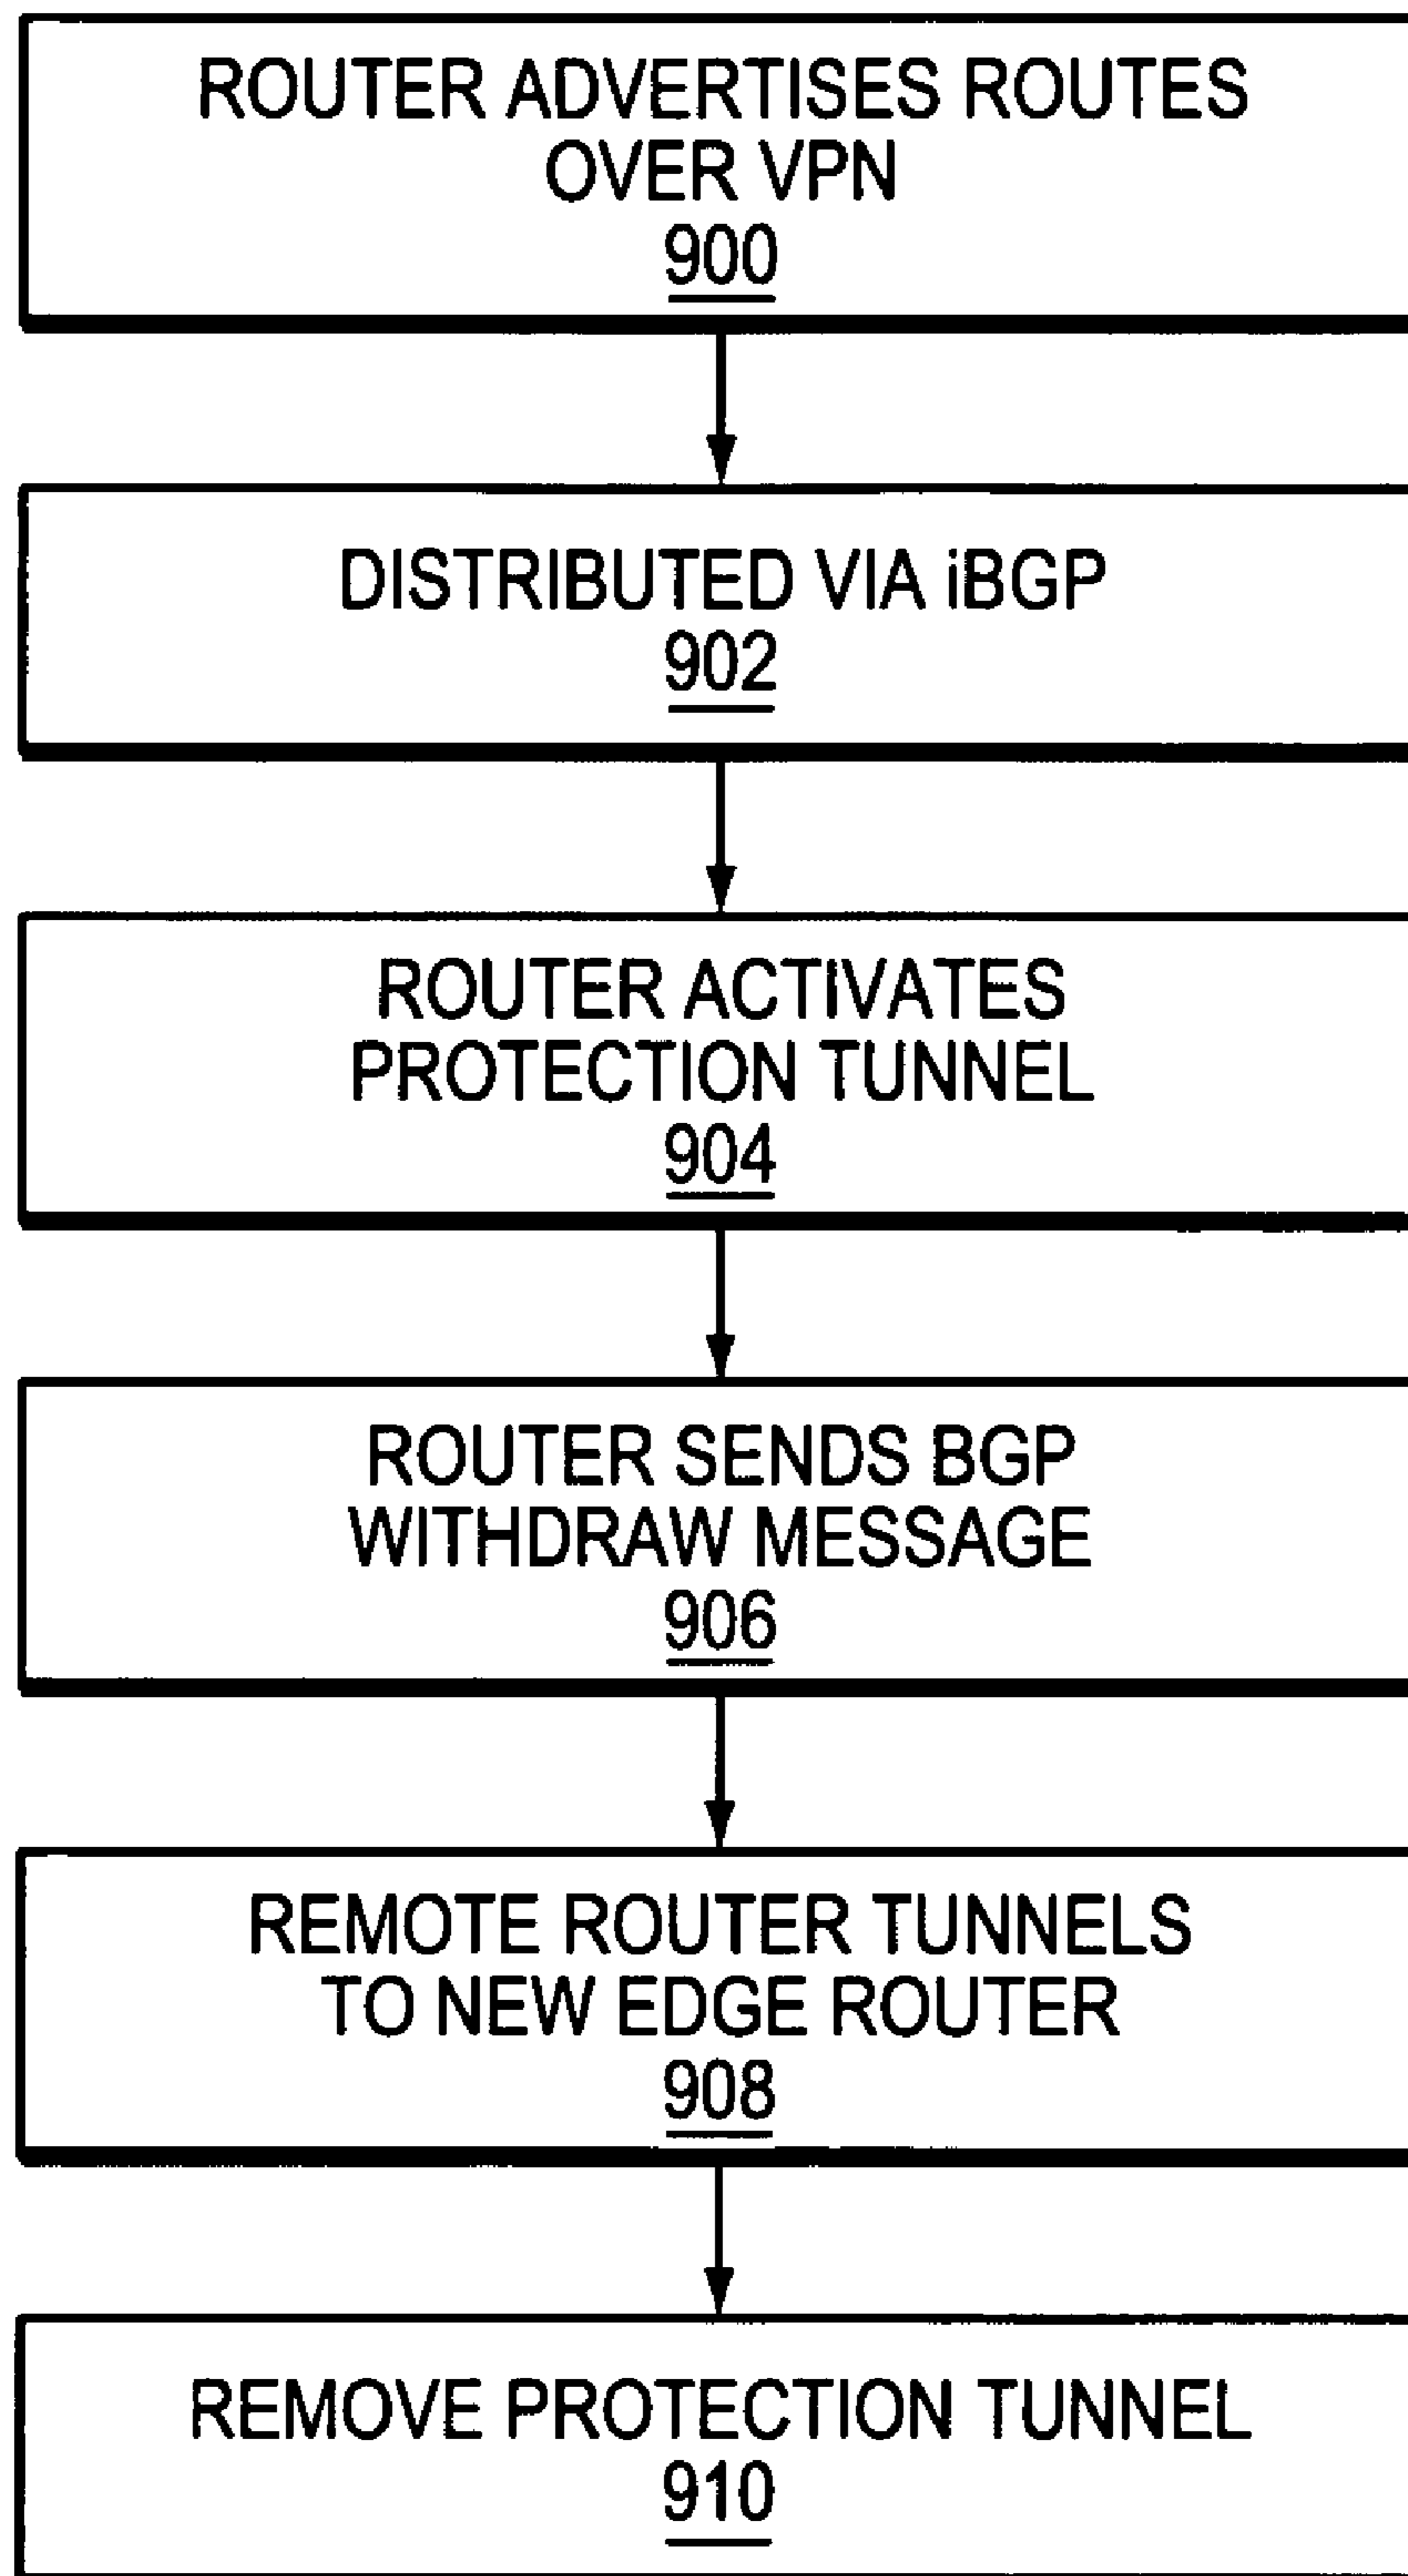 ROUTER ADVERTISES ROUTES
OVER VPN
900
DISTRIBUTED VIA iBGP
902
ROUTER ACTIVATES
PROTECTION TUNNEL
904
ROUTER SENDS BGP
WITHDRAW MESSAGE
906
REMOTE ROUTER TUNNELS
TO NEW EDGE ROUTER
908
REMOVE PROTECTION TUNNEL
910